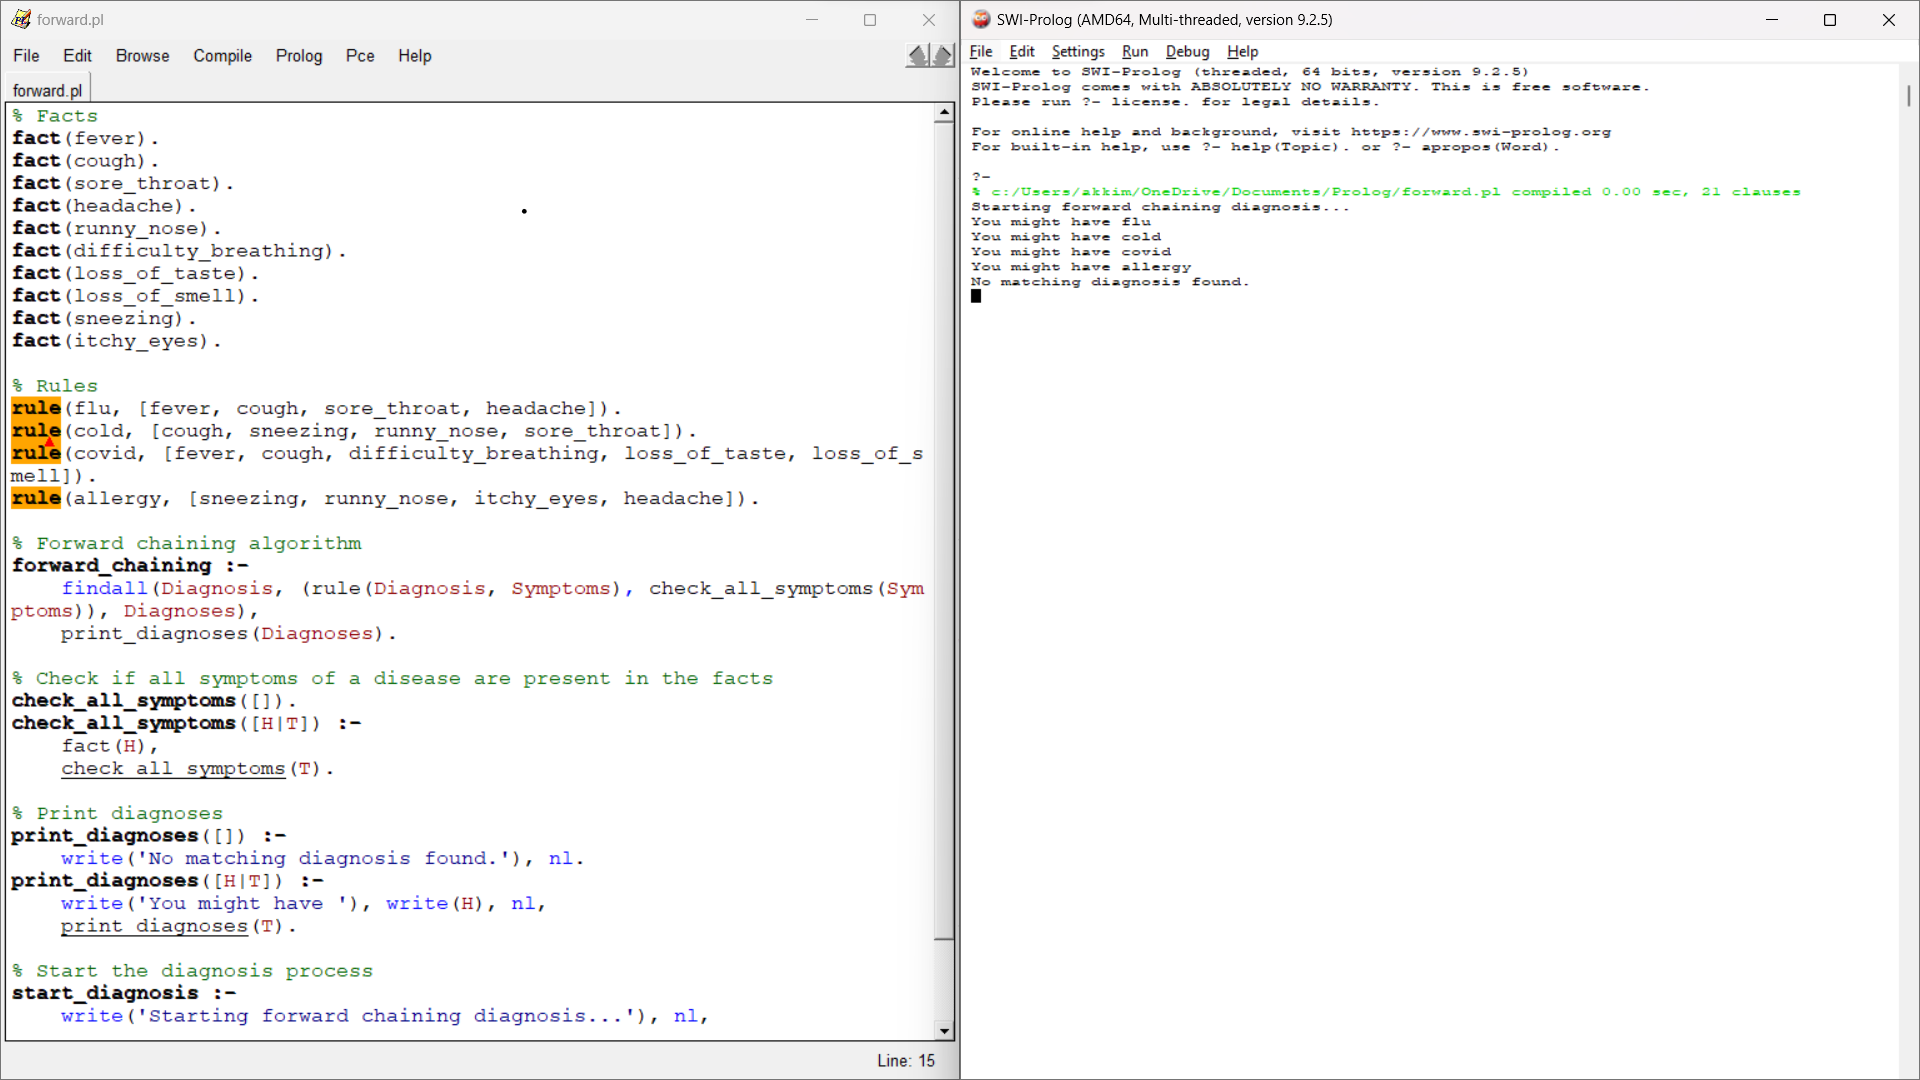 forward.pl
File Edit Browse Compile Prolog Pce Help
forward.pl
% Facts
fact(fever).
fact(cough).
fact(sore_throat).
fact(headache).
fact(runny_nose).
fact(difficulty_breathing).
fact(loss_of_taste).
fact(loss_of_smell).
fact(sneezing).
fact(itchy_eyes).
% Rules
rule(flu, [fever, cough, sore_throat, headache]).
rule(cold, [cough, sneezing, runny_nose, sore_throat]).
rule(covid, [fever, cough, difficulty_breathing, loss_of_taste, loss_of_s
mell]).
rule(allergy, [sneezing, runny_nose, itchy_eyes, headache]).
% Forward chaining algorithm
forward_chaining :-
findall(Diagnosis, (rule(Diagnosis, Symptoms), check_all_symptoms(Sym
ptoms)), Diagnoses),
print_diagnoses(Diagnoses).
% Check if all symptoms of a disease are present in the facts
check_all_symptoms([]).
check_all_symptoms([H|T]) :-
fact(H),
check_all_symptoms(T).
% Print diagnoses
print_diagnoses([]) :-
write('No matching diagnosis found.'), nl.
print_diagnoses([H|T]) :-
write('You might have '), write(H), nl,
print_diagnoses(T).
% Start the diagnosis process
start_diagnosis :-
write('Starting forward chaining diagnosis...'), nl,
Line: 15
SWI-Prolog (AMD64, Multi-threaded, version 9.2.5)
File Edit Settings Run Debug Help
Welcome to SWI-Prolog (threaded, 64 bits, version 9.2.5)
SWI-Prolog comes with ABSOLUTELY NO WARRANTY. This is free software.
Please run ?- license. for legal details.
For online help and background, visit https://www.swi-prolog.org
For built-in help, use ?- help(Topic). or ?- apropos(Word).
?-
% c:/Users/akkim/OneDrive/Documents/Prolog/forward.pl compiled 0.00 sec, 21 clauses
Starting forward chaining diagnosis...
You might have flu
You might have cold
You might have covid
You might have allergy
No matching diagnosis found.